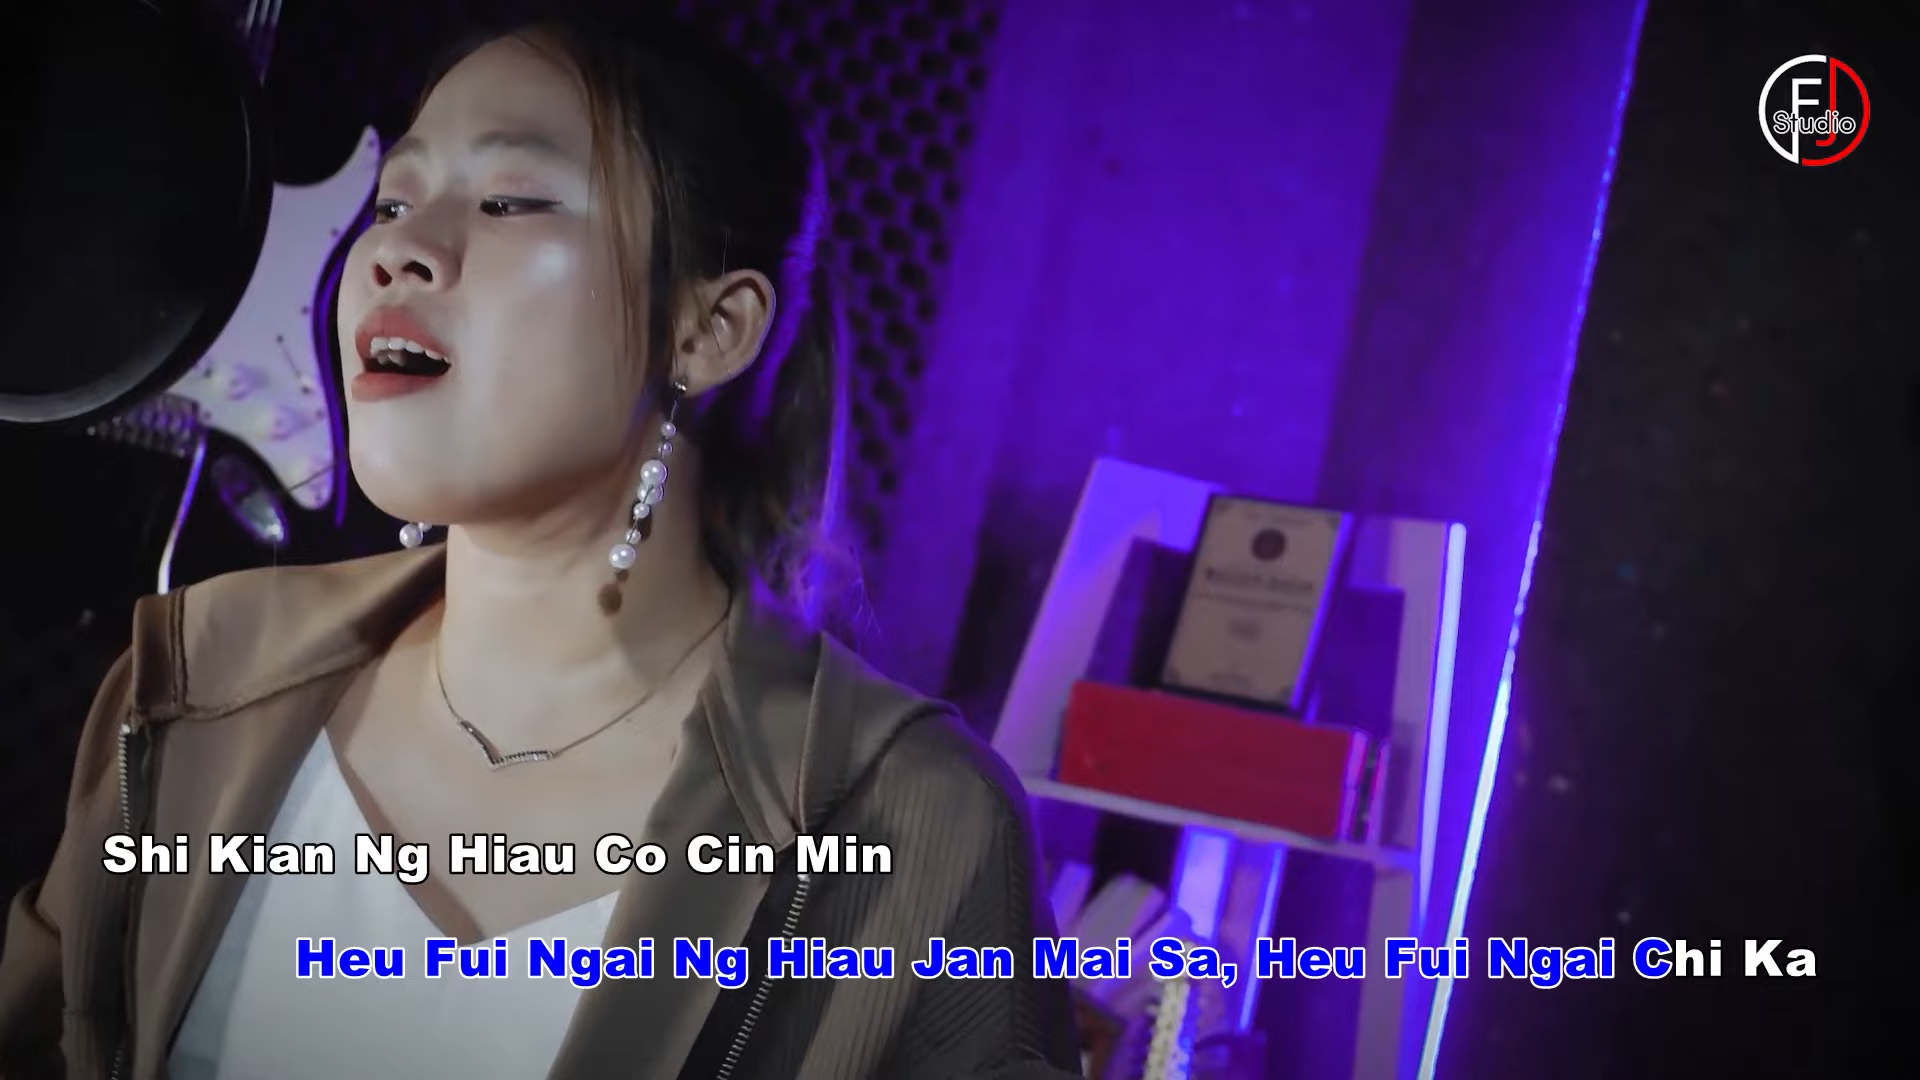 FJ
Studio
Shi Kian Ng Hiau Co Cin Min
Heu Fui Ngai Ng Hiau Jan Mai Sa, Heu Fui Ngai Chi Ka